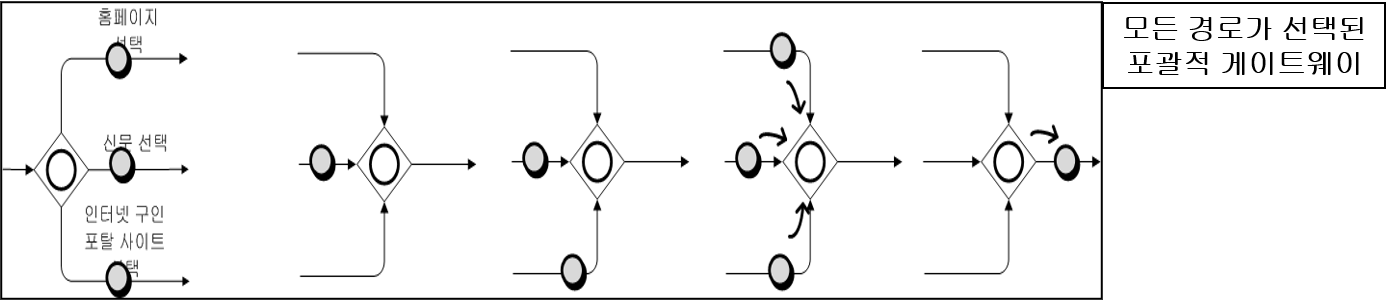 홈페이지
선택
신문 선택
인터넷 구인
포탈 사이트
선택
모든 경로가 선택된
포괄적 게이트웨이